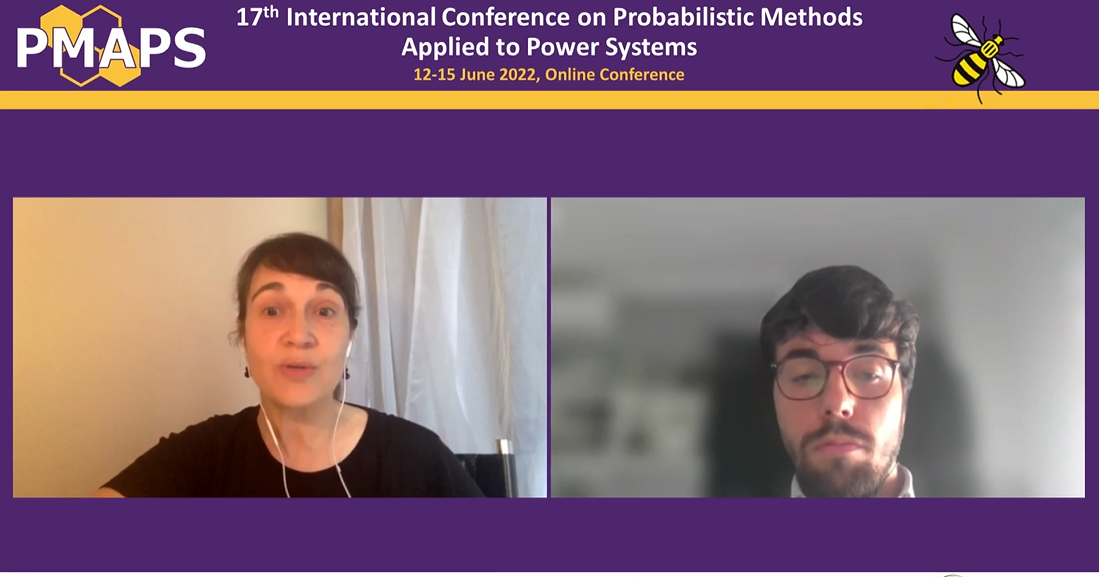 PMAPS
17th International Conference on Probabilistic Methods
Applied to Power Systems
12-15 June 2022, Online Conference